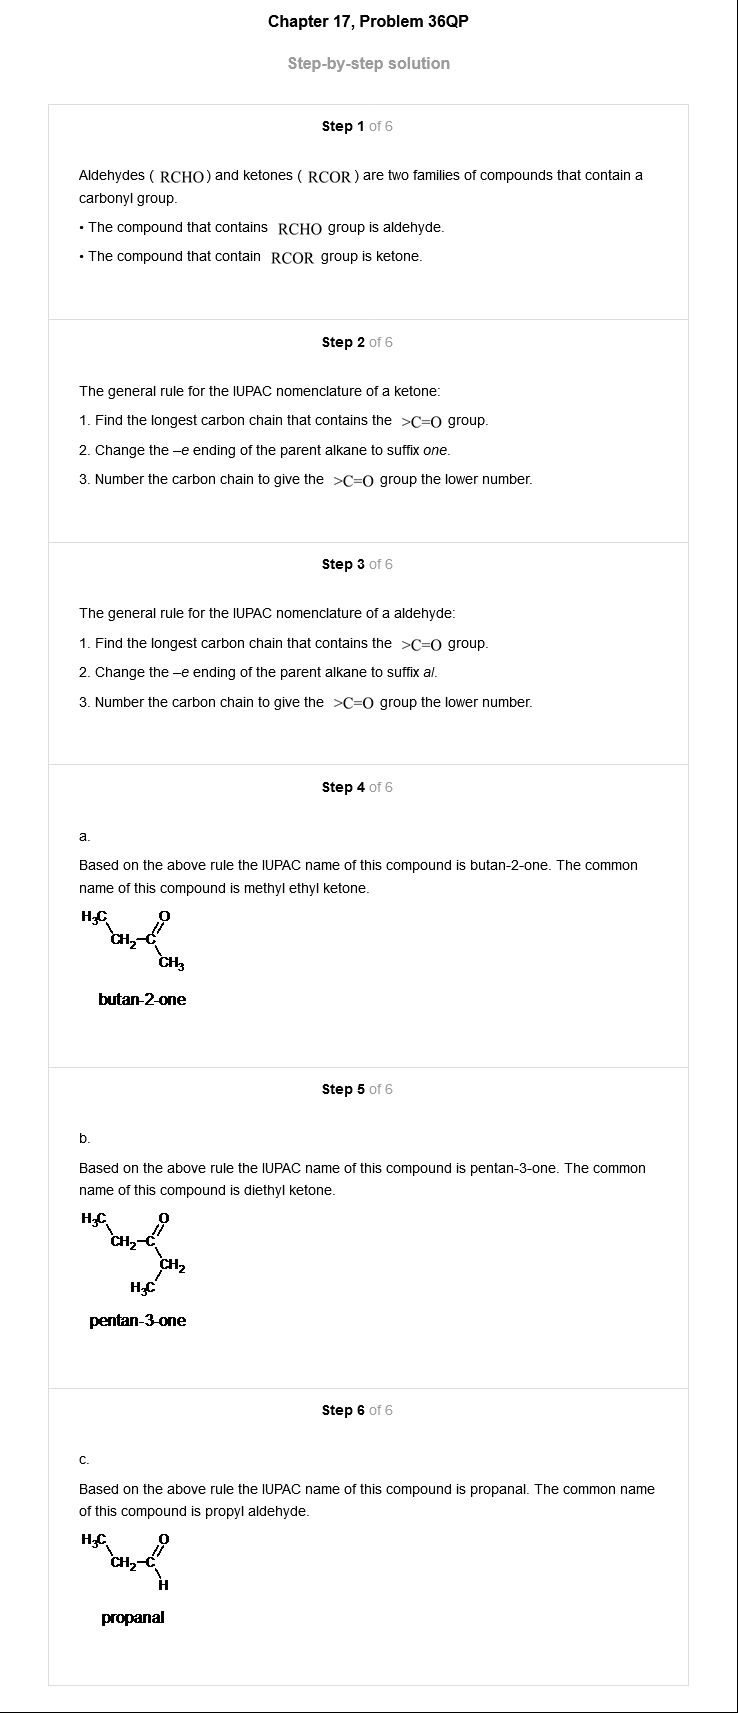 Chapter 17, Problem 36QP
Step-by-step solution
Step 1 of 6
Aldehydes ( RCHO) and ketones ( RCOR ) are two families of compounds that contain a
carbonyl group.
• The compound that contains RCHO group is aldehyde.
• The compound that contain RCOR group is ketone.
Step 2 of 6
The general rule for the IUPAC nomenclature of a ketone:
1. Find the longest carbon chain that contains the >C=O group.
2. Change the –e ending of the parent alkane to suffix one.
3. Number the carbon chain to give the >C=O group the lower number.
Step 3 of 6
The general rule for the IUPAC nomenclature of a aldehyde:
1. Find the longest carbon chain that contains the >C=O group.
2. Change the –e ending of the parent alkane to suffix al.
3. Number the carbon chain to give the >C=O group the lower number.
Step 4 of 6
a.
Based on the above rule the IUPAC name of this compound is butan-2-one. The common
name of this compound is methyl ethyl ketone.
H3C O
CH2–C
CH3
butan-2-one
Step 5 of 6
b.
Based on the above rule the IUPAC name of this compound is pentan-3-one. The common
name of this compound is diethyl ketone.
H3C O
CH2–C
CH2
H3C
pentan-3-one
Step 6 of 6
c.
Based on the above rule the IUPAC name of this compound is propanal. The common name
of this compound is propyl aldehyde.
H3C O
CH2–C
H
propanal